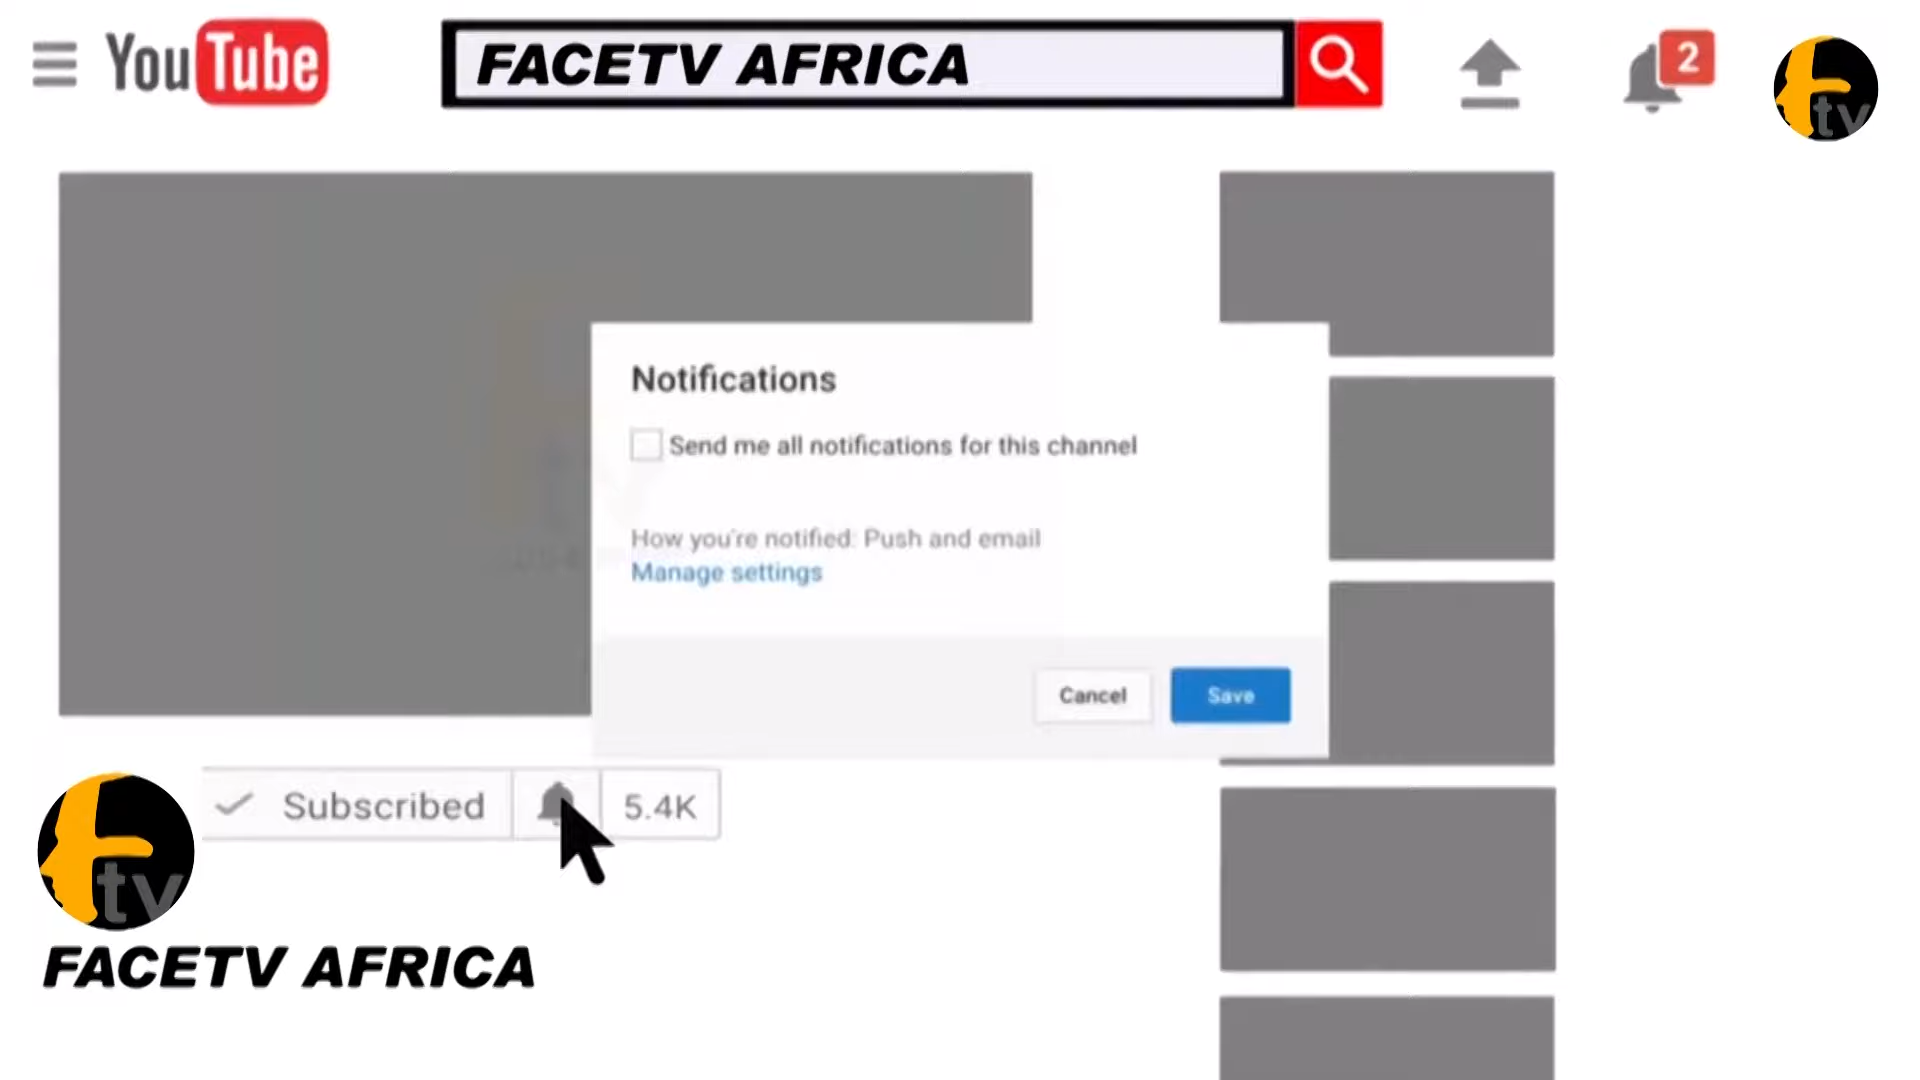 YouTube
FACETV AFRICA
2
tv
Notifications
Send me all notifications for this channel
How you're notified: Push and email
Manage settings
Cancel
Save
Subscribed
5.4K
tv
FACETV AFRICA